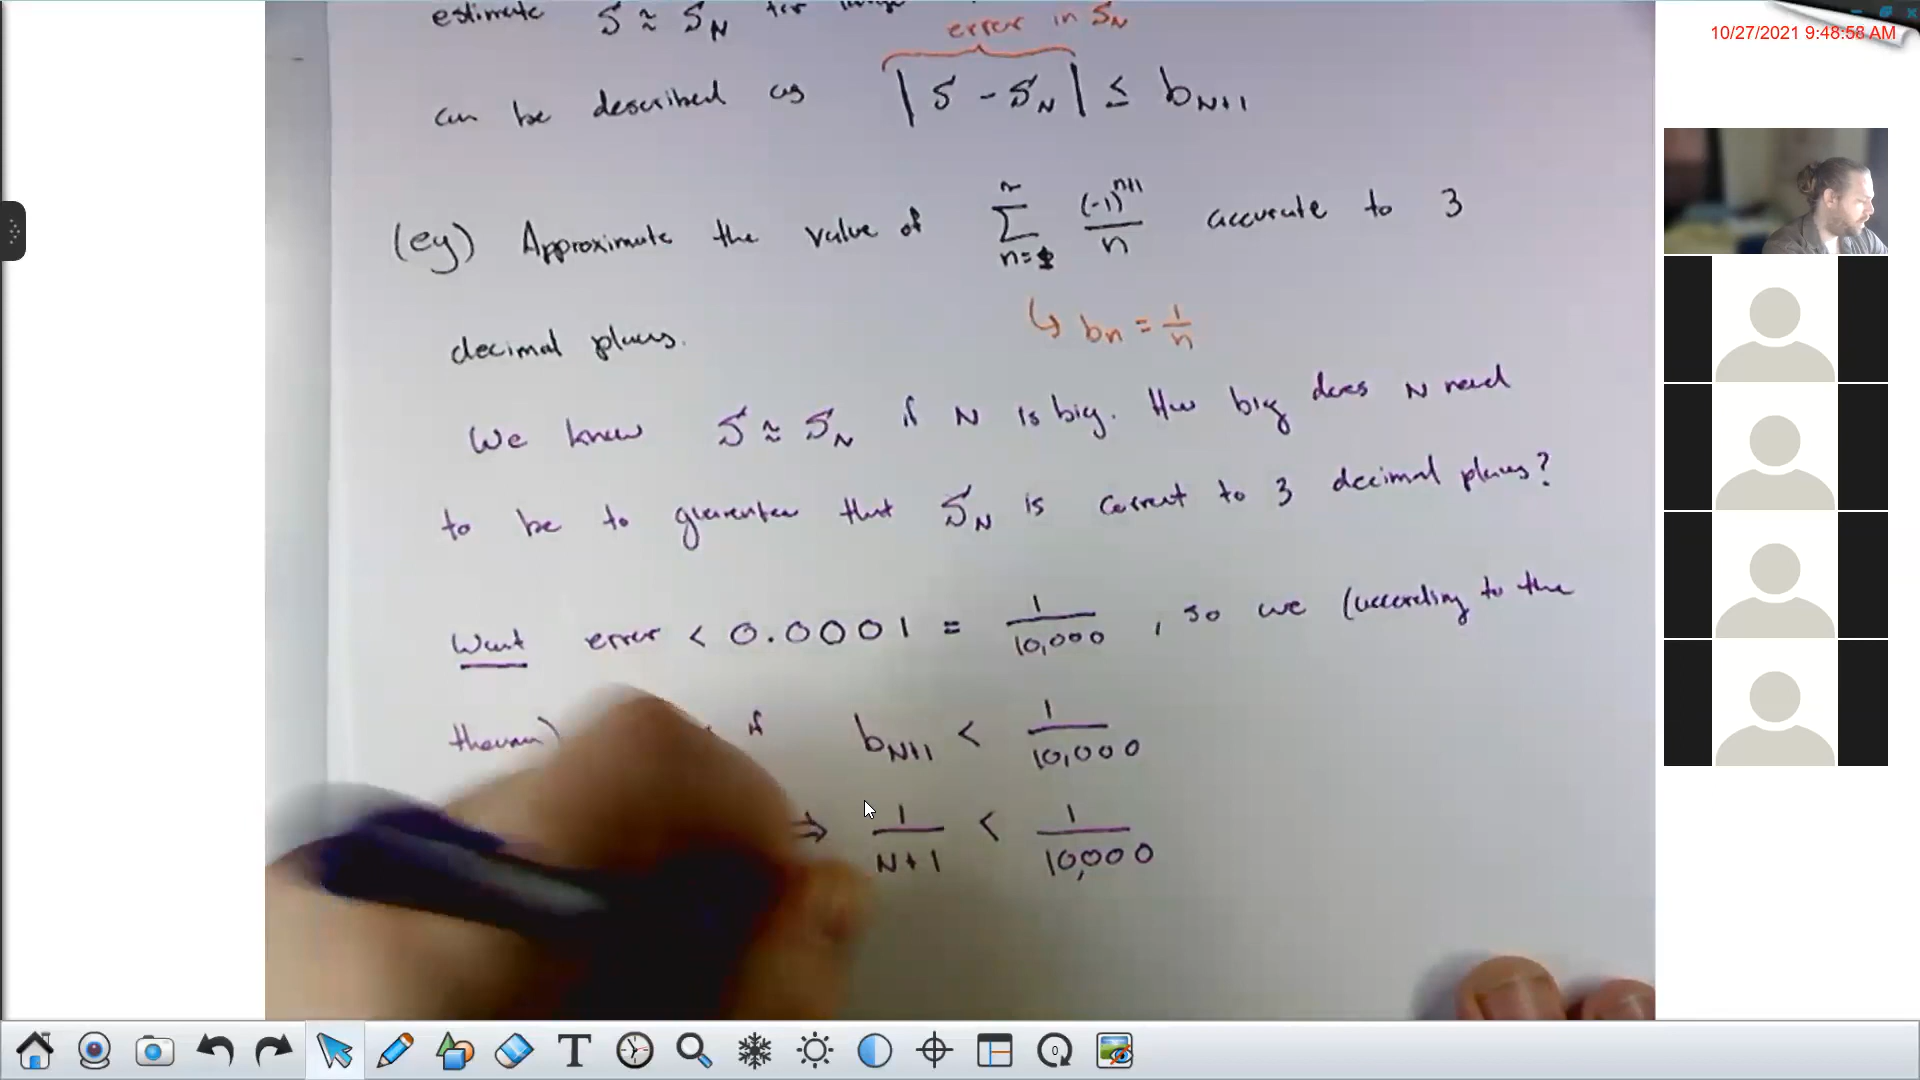 estimate S ≈ S_N for large
error in S_N
can be described as |S - S_N| ≤ b_{N+1}
(eg) Approximate the value of ∑_{n=1}^{∞} (-1)^{n+1}/n accurate to 3
decimal places.
↳ b_n = 1/n
We know S ≈ S_N if N is big. How big does N need
to be to guarentee that S_N is correct to 3 decimal places?
Want error < 0.0001 = 1/10,000, so we (according to the
theorem) if b_{N+1} < 1/10,000
⇒ 1/(N+1) < 1/10,000
10/27/2021 9:48:58 AM
T
0